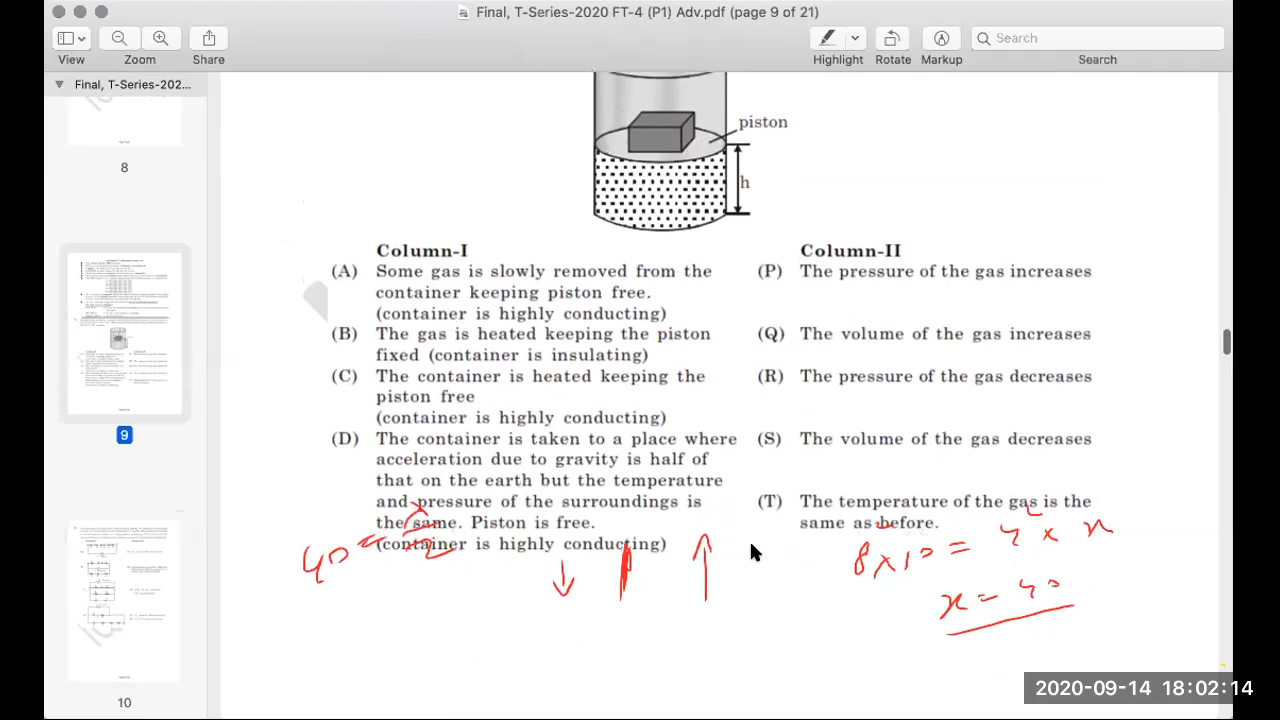 Final, T-Series-2020 FT-4 (P1) Adv.pdf (page 9 of 21)
View
Zoom
Share
Highlight
Rotate
Markup
Search
Search
Final, T-Series-202...
8
9
10
piston
h
Column-I
Column-II
(A) Some gas is slowly removed from the
container keeping piston free.
(container is highly conducting)
(B) The gas is heated keeping the piston
fixed (container is insulating)
(C) The container is heated keeping the
piston free
(container is highly conducting)
(D) The container is taken to a place where
acceleration due to gravity is half of
that on the earth but the temperature
and pressure of the surroundings is
the same. Piston is free.
(container is highly conducting)
(P) The pressure of the gas increases
(Q) The volume of the gas increases
(R) The pressure of the gas decreases
(S) The volume of the gas decreases
(T) The temperature of the gas is the
same as before.
x = 40
2020-09-14 18:02:14